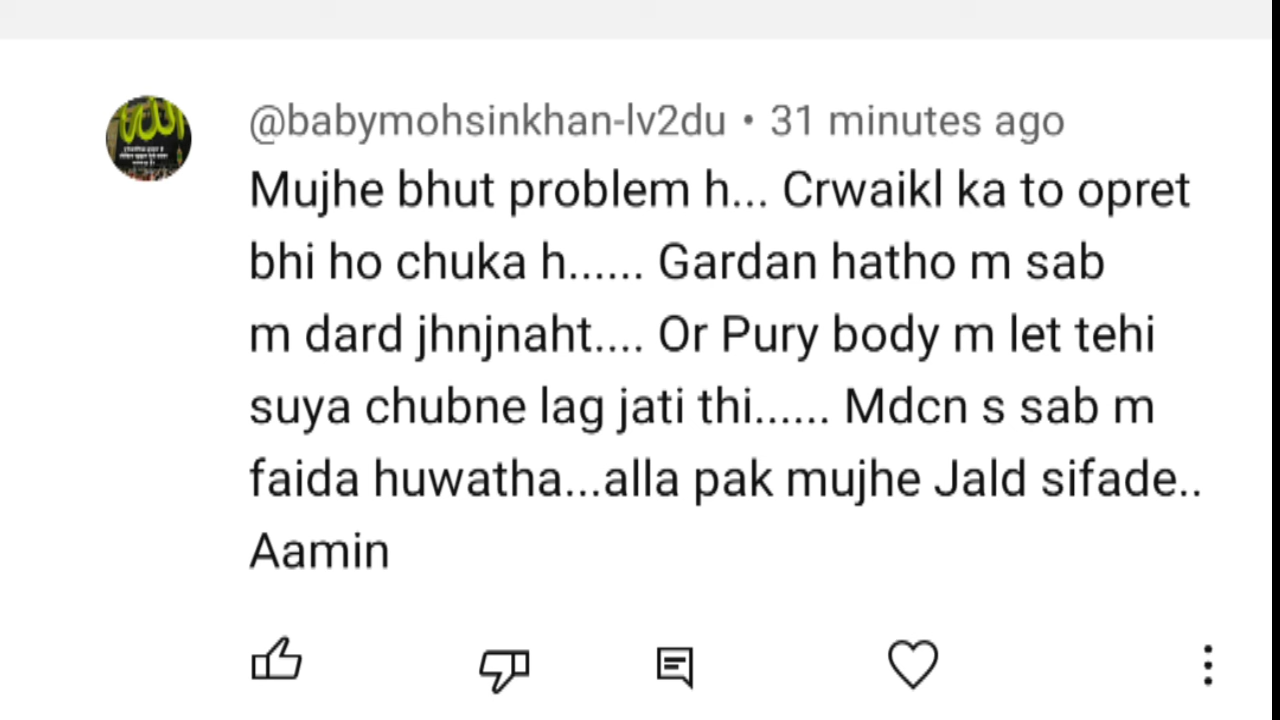 @babymohsinkhan-lv2du • 31 minutes ago
Mujhe bhut problem h... Crwaikl ka to opret
bhi ho chuka h...... Gardan hatho m sab
m dard jhnjnaht.... Or Pury body m let tehi
suya chubne lag jati thi...... Mdcn s sab m
faida huwatha...alla pak mujhe Jald sifade..
Aamin